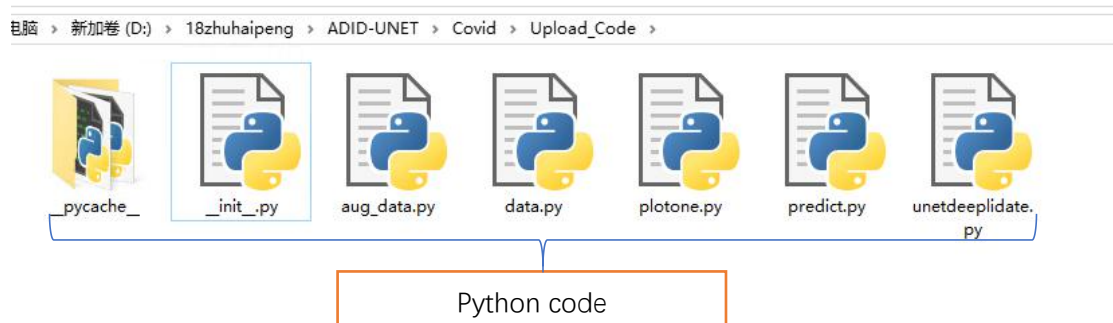 电脑 › 新加卷 (D:) › 18zhuhaipeng › ADID-UNET › Covid › Upload_Code ›
__pycache__ __init__.py aug_data.py data.py plotone.py predict.py unetdeeplidate.
py
Python code